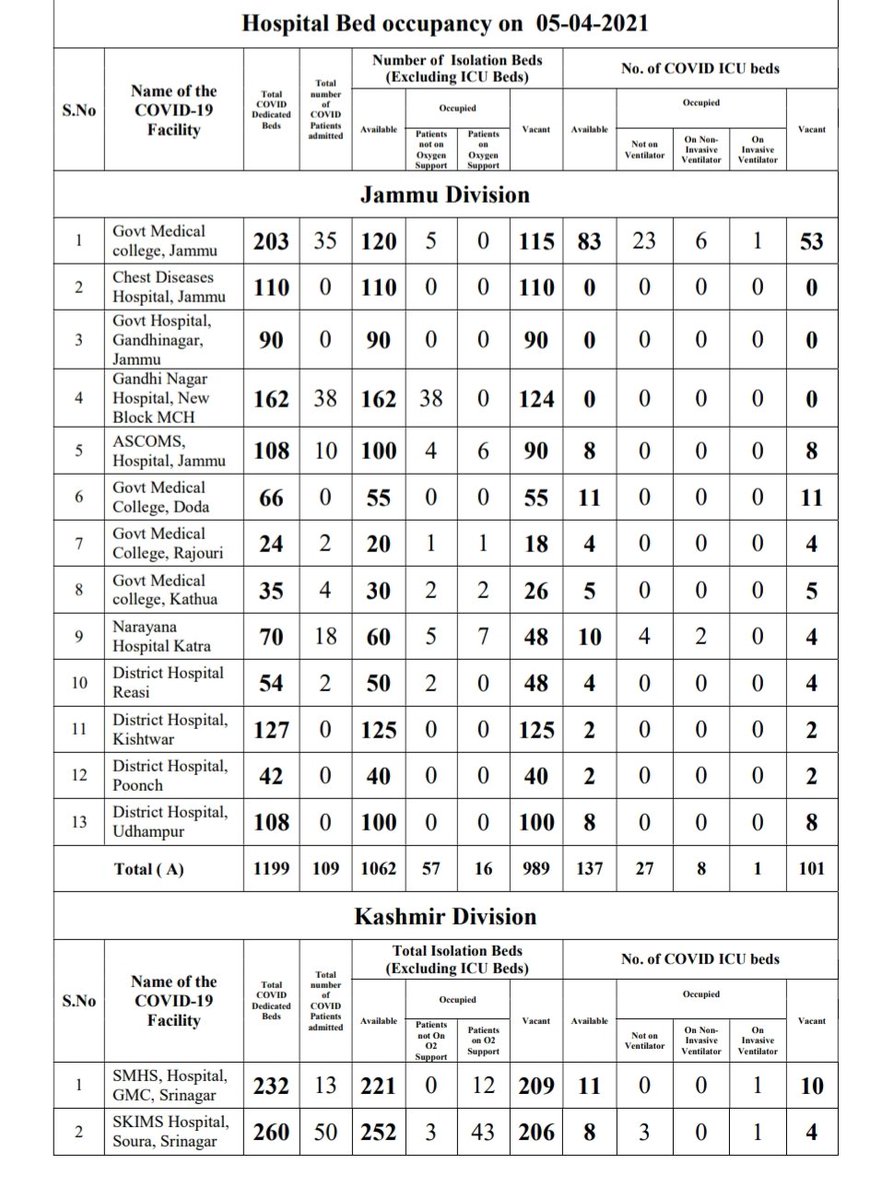 Hospital Bed occupancy on 05-04-2021
S.No
Name of the
COVID-19
Facility
Total
COVID
Dedicated
Beds
Total
number
of
COVID
Patients
admitted
Number of Isolation Beds
(Excluding ICU Beds)
No. of COVID ICU beds
Available
Occupied
Vacant
Available
Occupied
Vacant
Patients
not on
Oxygen
Support
Patients
on
Oxygen
Support
Not on
Ventilator
On Non-
Invasive
Ventilator
On
Invasive
Ventilator
Jammu Division
1 Govt Medical
college, Jammu 203 35 120 5 0 115 83 23 6 1 53
2 Chest Diseases
Hospital, Jammu 110 0 110 0 0 110 0 0 0 0 0
3 Govt Hospital,
Gandhinagar,
Jammu 90 0 90 0 0 90 0 0 0 0 0
4 Gandhi Nagar
Hospital, New
Block MCH 162 38 162 38 0 124 0 0 0 0 0
5 ASCOMS,
Hospital, Jammu 108 10 100 4 6 90 8 0 0 0 8
6 Govt Medical
College, Doda 66 0 55 0 0 55 11 0 0 0 11
7 Govt Medical
College, Rajouri 24 2 20 1 1 18 4 0 0 0 4
8 Govt Medical
college, Kathua 35 4 30 2 2 26 5 0 0 0 5
9 Narayana
Hospital Katra 70 18 60 5 7 48 10 4 2 0 4
10 District Hospital
Reasi 54 2 50 2 0 48 4 0 0 0 4
11 District Hospital,
Kishtwar 127 0 125 0 0 125 2 0 0 0 2
12 District Hospital,
Poonch 42 0 40 0 0 40 2 0 0 0 2
13 District Hospital,
Udhampur 108 0 100 0 0 100 8 0 0 0 8
Total ( A) 1199 109 1062 57 16 989 137 27 8 1 101
Kashmir Division
S.No
Name of the
COVID-19
Facility
Total
COVID
Dedicated
Beds
Total
number
of
COVID
Patients
admitted
Total Isolation Beds
(Excluding ICU Beds)
No. of COVID ICU beds
Available
Occupied
Vacant
Available
Occupied
Vacant
Patients
not On
O2
Support
Patients
on O2
Support
Not on
Ventilator
On Non-
Invasive
Ventilator
On
Invasive
Ventilator
1 SMHS, Hospital,
GMC, Srinagar 232 13 221 0 12 209 11 0 0 1 10
2 SKIMS Hospital,
Soura, Srinagar 260 50 252 3 43 206 8 3 0 1 4